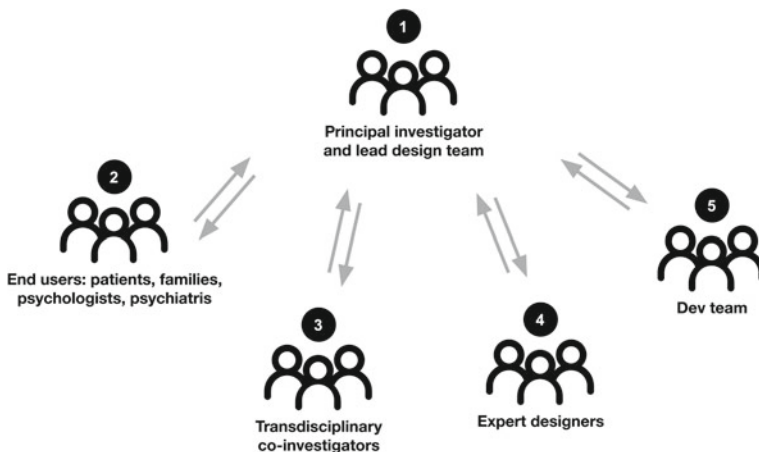 1
Principal investigator
and lead design team
2
End users: patients, families,
psychologists, psychiatris
3
Transdisciplinary
co-investigators
4
Expert designers
5
Dev team